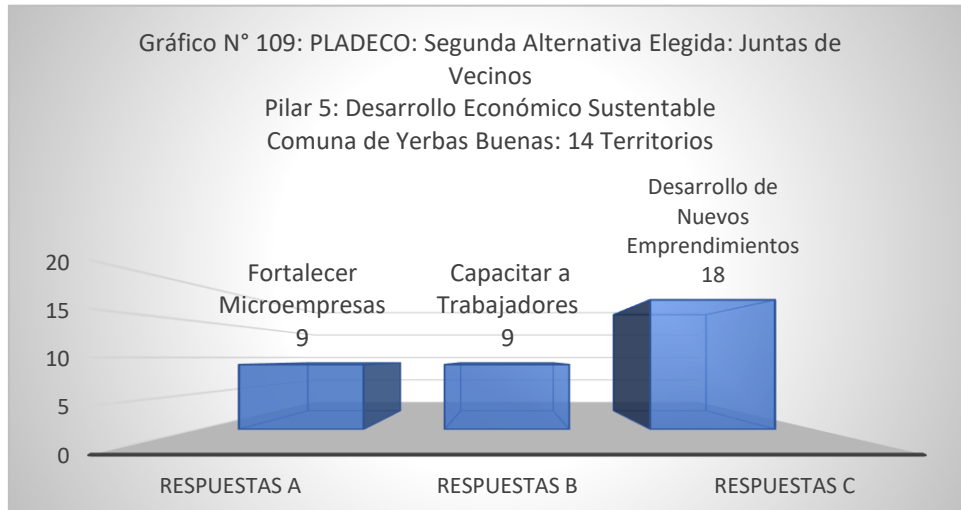 Gráfico N° 109: PLADECO: Segunda Alternativa Elegida: Juntas de
Vecinos
Pilar 5: Desarrollo Económico Sustentable
Comuna de Yerbas Buenas: 14 Territorios
Desarrollo de
Nuevos
Emprendimientos
18
Fortalecer
Microempresas
9
Capacitar a
Trabajadores
9
20
15
10
5
0
RESPUESTAS A
RESPUESTAS B
RESPUESTAS C